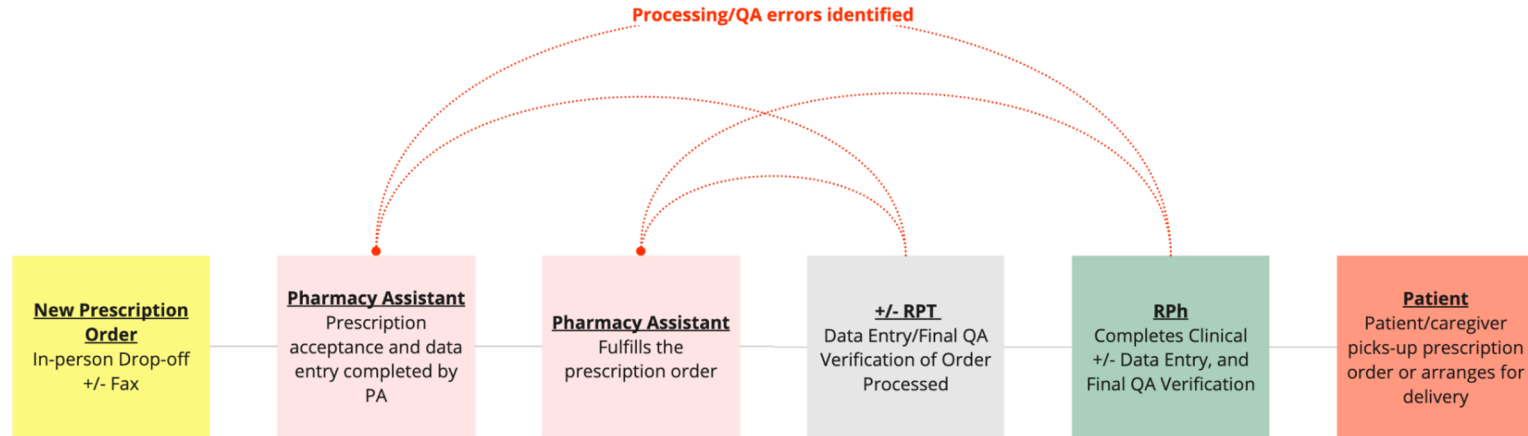 Processing/QA errors identified
New Prescription
Order
In-person Drop-off
+/- Fax
Pharmacy Assistant
Prescription
acceptance and data
entry completed by
PA
Pharmacy Assistant
Fulfills the
prescription order
+/- RPT
Data Entry/Final QA
Verification of Order
Processed
RPh
Completes Clinical
+/- Data Entry, and
Final QA Verification
Patient
Patient/caregiver
picks-up prescription
order or arranges for
delivery